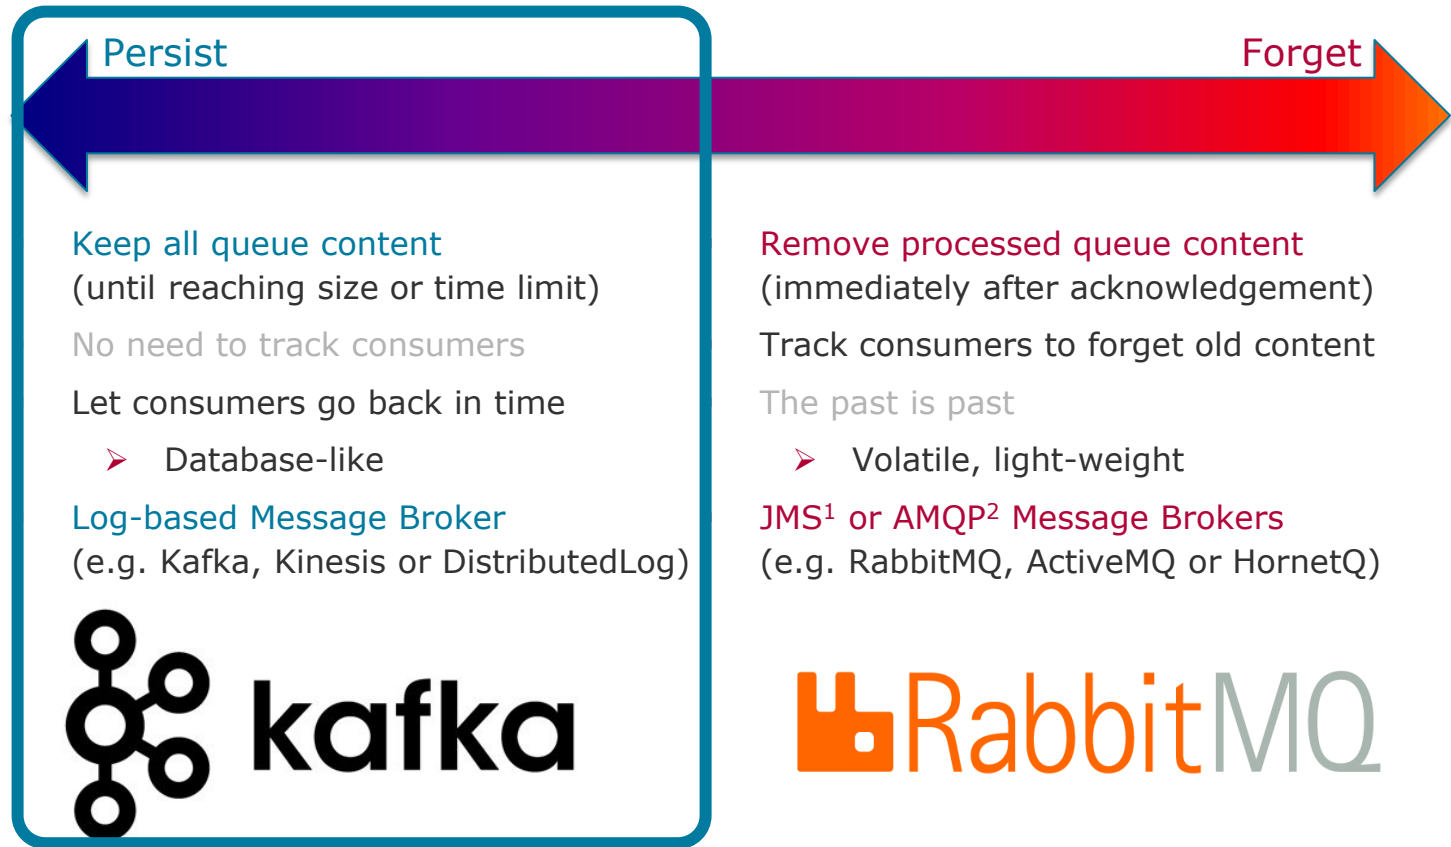 Persist
Forget
Keep all queue content
(until reaching size or time limit)
No need to track consumers
Let consumers go back in time
➢ Database-like
Log-based Message Broker
(e.g. Kafka, Kinesis or DistributedLog)
kafka
Remove processed queue content
(immediately after acknowledgement)
Track consumers to forget old content
The past is past
➢ Volatile, light-weight
JMS¹ or AMQP² Message Brokers
(e.g. RabbitMQ, ActiveMQ or HornetQ)
RabbitMQ